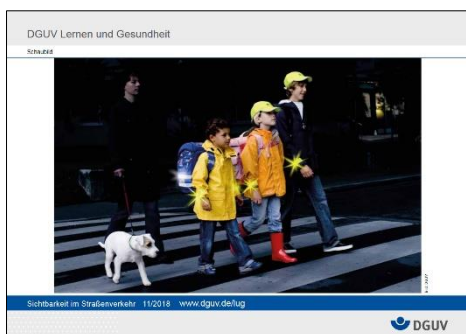 DGUV Lernen und Gesundheit
Schaubild
Sichtbarkeit im Straßenverkehr 11/2018 www.dguv.de/lug
DGUV